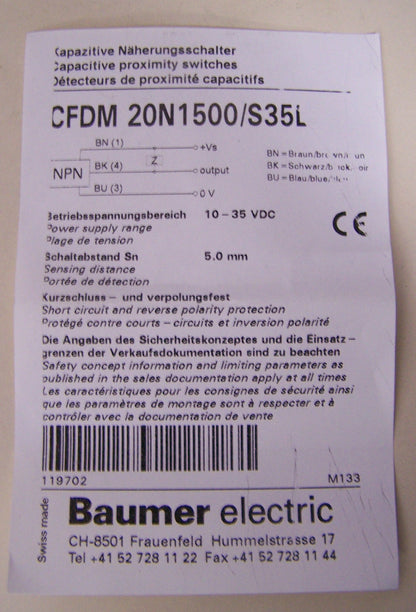 Kapazitive Näherungsschalter
Capacitive proximity switches
Détecteurs de proximité capacitifs
CFDM 20N1500/S35L
BN (1) +Vs
Z
NPN BK (4) output
BU (3) 0 V
BN = Braun/brown/
BK = Schwarz/
BU = Blau/blue/
Betriebsspannungsbereich 10-35 VDC
Power supply range
Plage de tension
CE
Schaltabstand Sn 5.0 mm
Sensing distance
Portée de détection
Kurzschluss - und verpolungsfest
Short circuit and reverse polarity protection
Protégé contre courts - circuits et inversion polarité
Die Angaben des Sicherheitskonzeptes und die Einsatz-
grenzen der Verkaufsdokumentation sind zu beachten
Safety concept information and limiting parameters as
published in the sales documentation apply at all times
Les caractéristiques pour les consignes de sécurité ainsi
que les paramètres de montage sont à respecter et à
contrôler avec la documentation de vente
119702 M133
Swiss made
Baumer electric
CH-8501 Frauenfeld Hummelstrasse 17
Tel +41 52 728 11 22 Fax +41 52 728 11 44